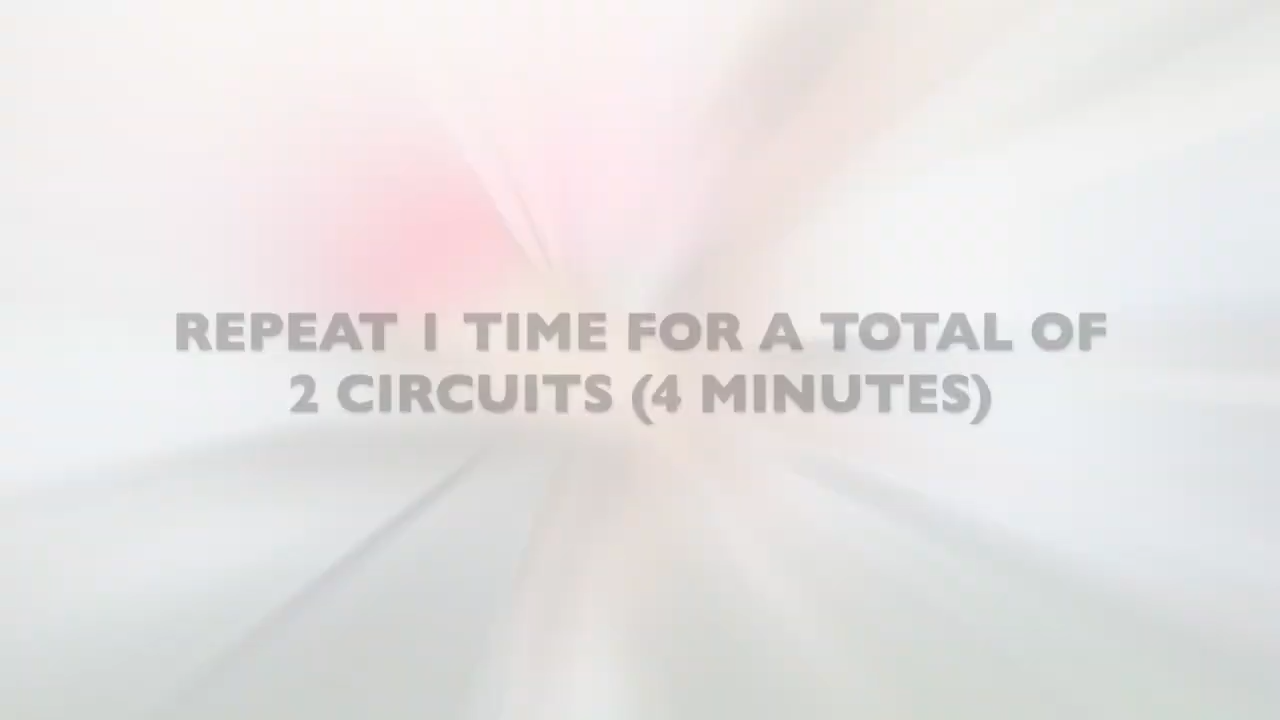 REPEAT 1 TIME FOR A TOTAL OF
2 CIRCUITS (4 MINUTES)